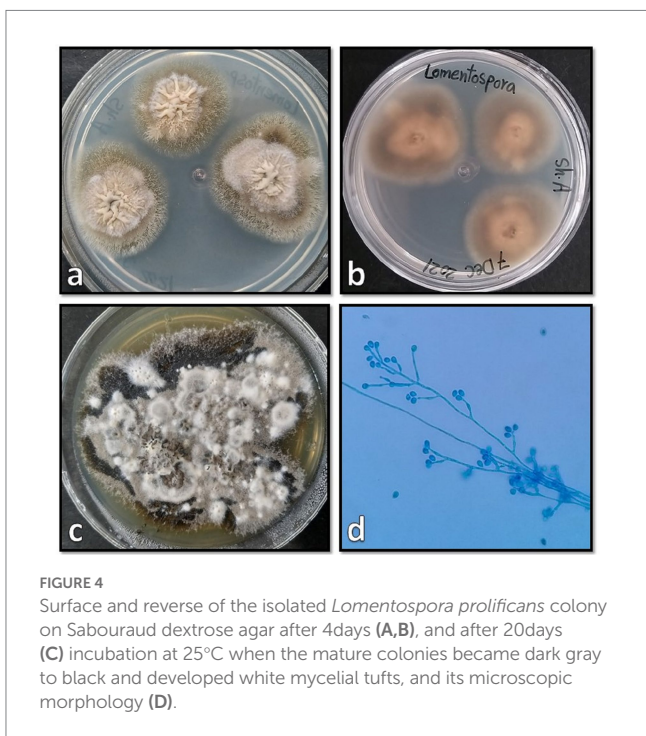 a
b
Lomentospora
Sh.A
7 Dec 2021
c
d
FIGURE 4
Surface and reverse of the isolated Lomentospora prolificans colony
on Sabouraud dextrose agar after 4days (A,B), and after 20days
(C) incubation at 25°C when the mature colonies became dark gray
to black and developed white mycelial tufts, and its microscopic
morphology (D).